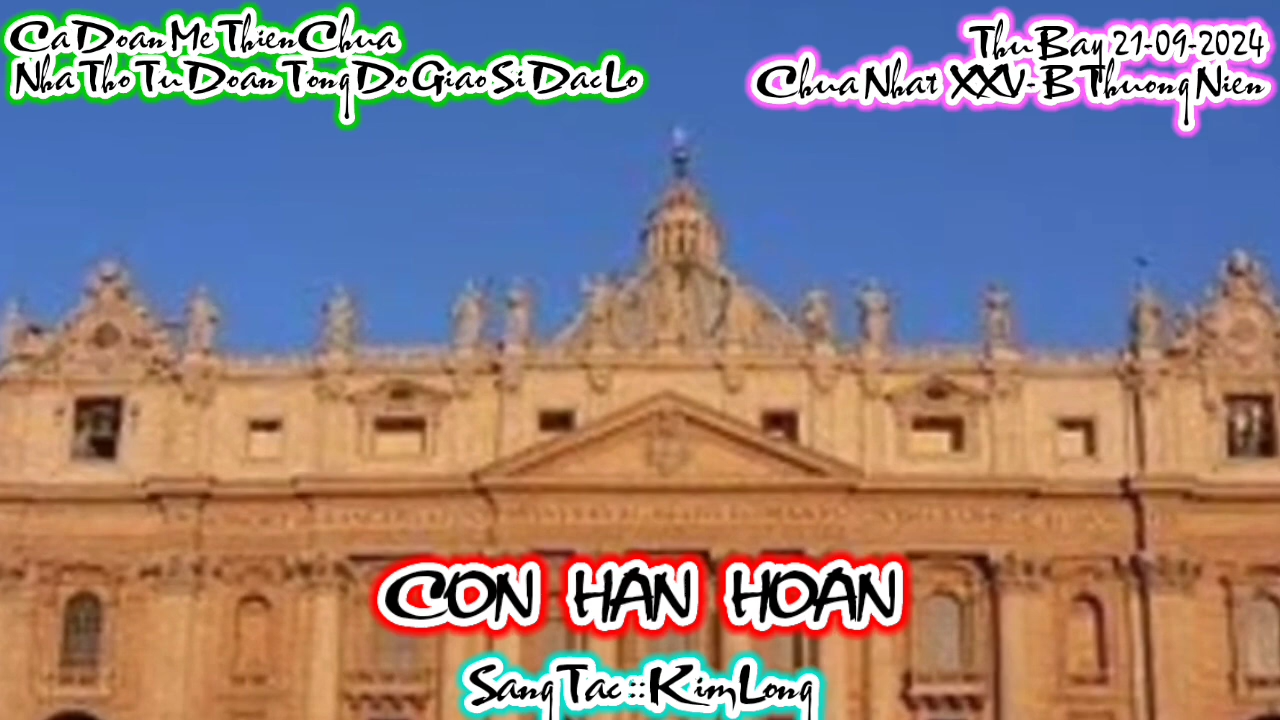 Ca Doan Me Thien Chua
Nha Tho Tu Doan Tong Do Giao Si Dac Lo
Thu Bay 21-09-2024
Chua Nhat XXV-B Thuong Nien
CON HAN HOAN
Sang Tac :: Kim Long